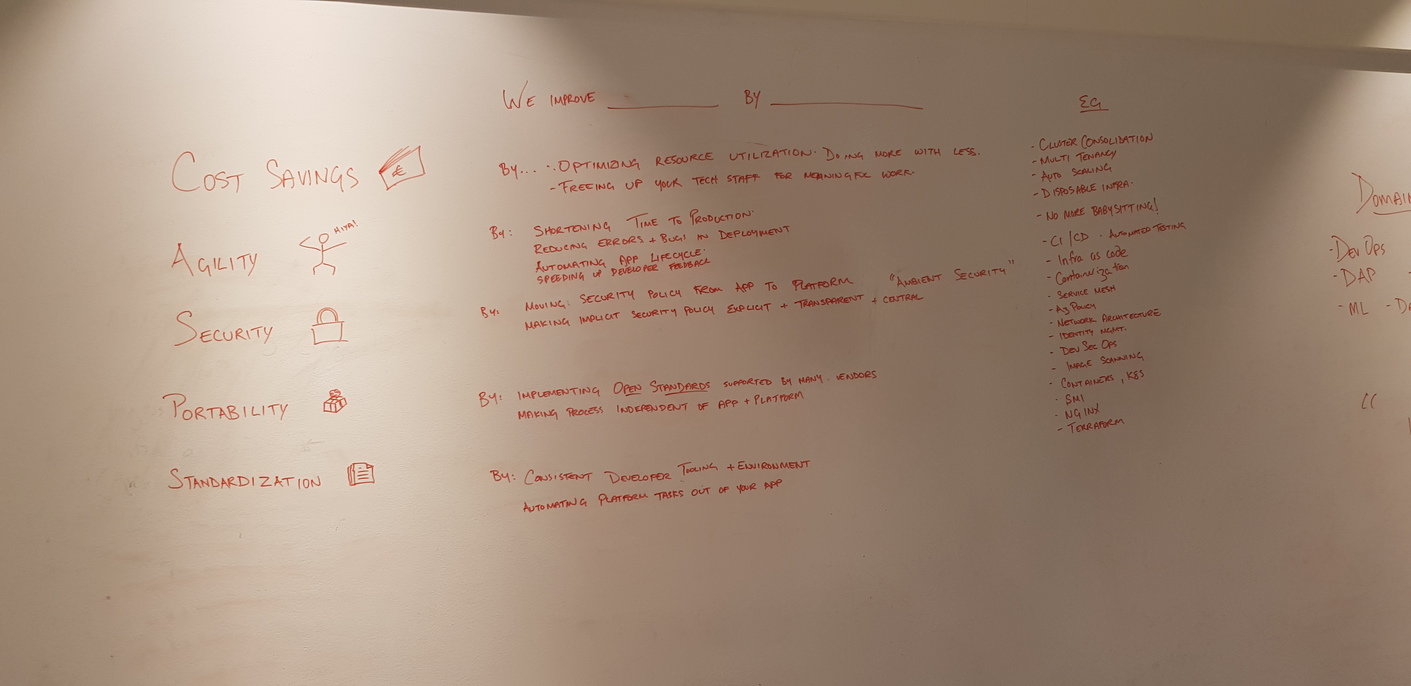 WE IMPROVE ________ BY ________
EG
COST SAVINGS
€
BY... -. OPTIMIZING RESOURCE UTILIZATION. DOING MORE WITH LESS.
- FREEING UP YOUR TECH STAFF FOR MEANINGFUL WORK.
- CLUSTER CONSOLIDATION
- MULTI TENANCY
- AUTO SCALING
- DISPOSABLE INFRA.
- NO MORE BABYSITTING!
AGILITY
HIYA!
BY: SHORTENING TIME TO PRODUCTION.
REDUCING ERRORS + BUGS IN DEPLOYMENT
AUTOMATING APP LIFECYCLE.
SPEEDING UP DEVELOPER FEEDBACK
- CI/CD . AUTOMATED TESTING
- Infra as code
- Containerization
- SERVICE MESH
SECURITY
BY: MOVING: SECURITY POLICY FROM APP TO PLATFORM "AMBIENT SECURITY"
MAKING IMPLICIT SECURITY POLICY EXPLICIT + TRANSPARENT + CENTRAL
- POLICY
- NETWORK ARCHITECTURE
- IDENTITY MGMT.
- DEV SEC OPS
- IMAGE SCANNING
PORTABILITY
BY: IMPLEMENTING OPEN STANDARDS SUPPORTED BY MANY. VENDORS
MAKING PROCESS INDEPENDENT OF APP + PLATFORM
- CONTAINERS, K8S
- SMI
- NGINX
- TERRAFORM
STANDARDIZATION
BY: CONSISTENT DEVELOPER TOOLING + ENVIRONMENT
AUTOMATING PLATFORM TASKS OUT OF YOUR APP
DOMAIN
- Dev Ops
- DAP -
- ML - D